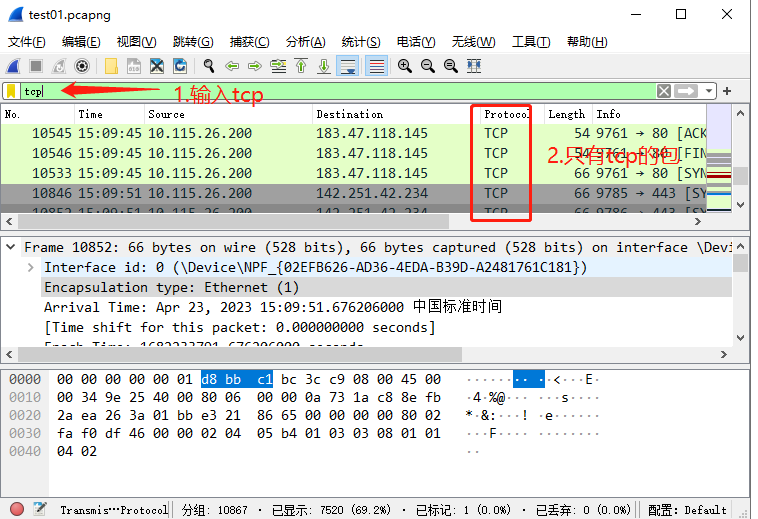 test01.pcapng
文件(F) 编辑(E) 视图(V) 跳转(G) 捕获(C) 分析(A) 统计(S) 电话(Y) 无线(W) 工具(T) 帮助(H)
tcp
1.输入tcp
No. Time Source Destination Protocol Length Info
10545 15:09:45 10.115.26.200 183.47.118.145 TCP 54 9761 → 80 [ACK
10546 15:09:45 10.115.26.200 183.47.118.145 TCP 54 9761 → 80 [FIN
2.只有tcp的包
10533 15:09:45 10.115.26.200 183.47.118.145 TCP 66 9761 → 80 [SYN
10846 15:09:51 10.115.26.200 142.251.42.234 TCP 66 9785 → 443 [SY
10852 15:09:51 10.115.26.200 142.251.42.234 TCP 66 9786 → 443 [SY
Frame 10852: 66 bytes on wire (528 bits), 66 bytes captured (528 bits) on interface \Devi
Interface id: 0 (\Device\NPF_{02EFB626-AD36-4EDA-B39D-A2481761C181})
Encapsulation type: Ethernet (1)
Arrival Time: Apr 23, 2023 15:09:51.676206000 中国标准时间
[Time shift for this packet: 0.000000000 seconds]
Epoch Time: 1682233791.676206000 seconds
0000 00 00 00 00 00 01 d8 bb c1 bc 3c c9 08 00 45 00 ········ ··<···E·
0010 00 34 9e 25 40 00 80 06 00 00 0a 73 1a c8 8e fb ·4·%@··· ···s····
0020 2a ea 26 3a 01 bb e3 21 86 65 00 00 00 00 80 02 *·&:···! ·e······
0030 fa f0 df 46 00 00 02 04 05 b4 01 03 03 08 01 01 ···F···· ········
0040 04 02 ··
Transmis···Protocol 分组: 10867 · 已显示: 7520 (69.2%) · 已标记: 1 (0.0%) · 已丢弃: 0 (0.0%) 配置: Default